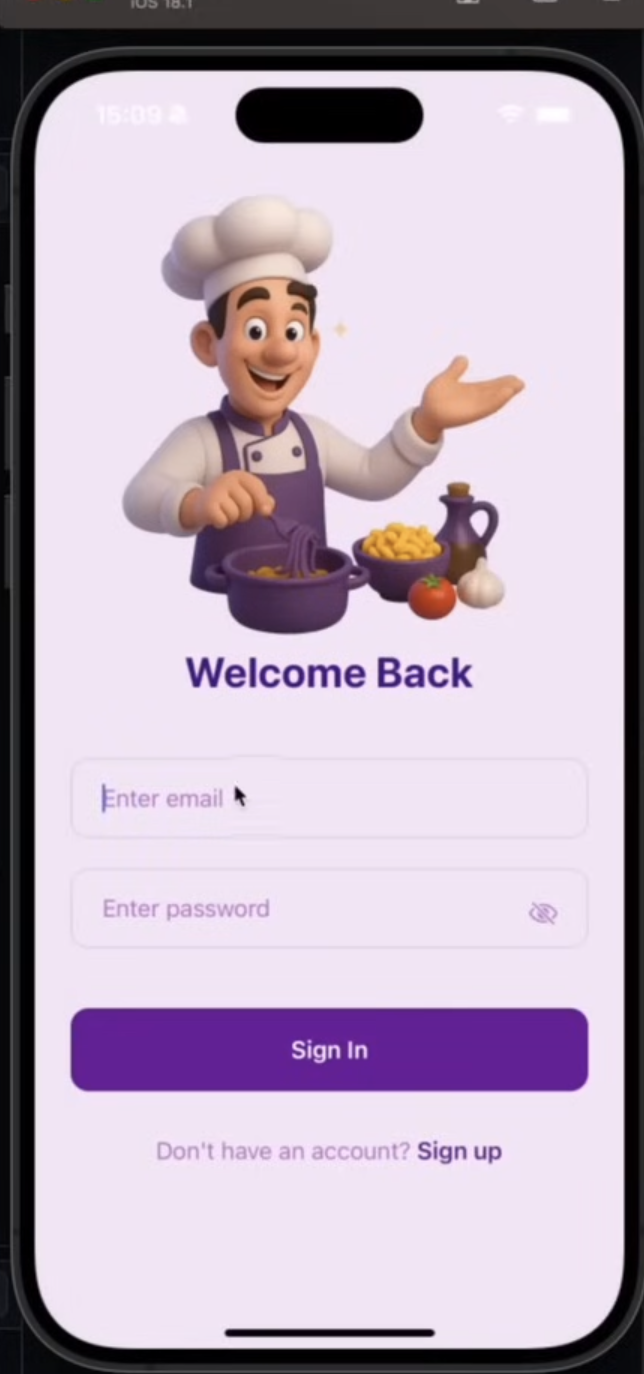 iOS 18.1
15:09
Welcome Back
Enter email
Enter password
Sign In
Don't have an account? Sign up